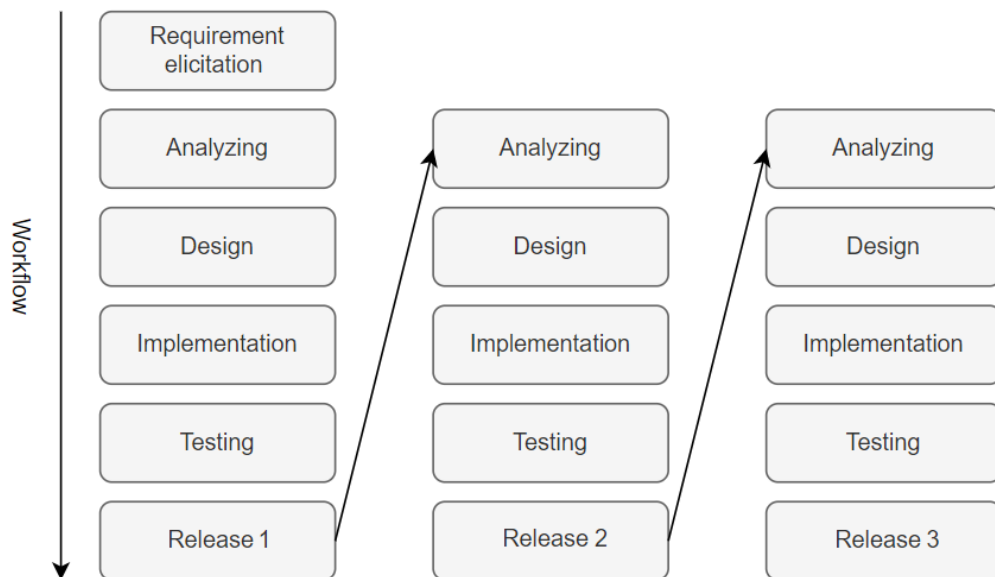 Workflow
Requirement
elicitation
Analyzing
Design
Implementation
Testing
Release 1
Analyzing
Design
Implementation
Testing
Release 2
Analyzing
Design
Implementation
Testing
Release 3